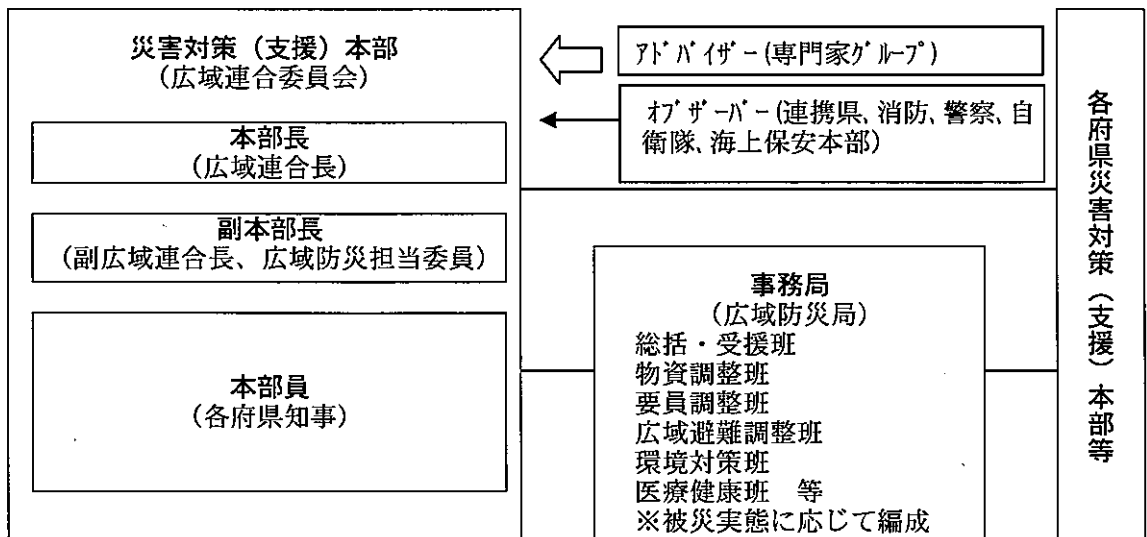 災害対策（支援）本部
（広域連合委員会）
本部長
（広域連合長）
副本部長
（副広域連合長、広域防災担当委員）
本部員
（各府県知事）
ｱﾄﾞﾊﾞｲｻﾞｰ（専門家ｸﾞﾙｰﾌﾟ）
ｵﾌﾞｻﾞｰﾊﾞｰ（連携県、消防、警察、自
衛隊、海上保安本部）
事務局
（広域防災局）
総括・受援班
物資調整班
要員調整班
広域避難調整班
環境対策班
医療健康班　等
※被災実態に応じて編成
各府県災害対策（支援）本部等